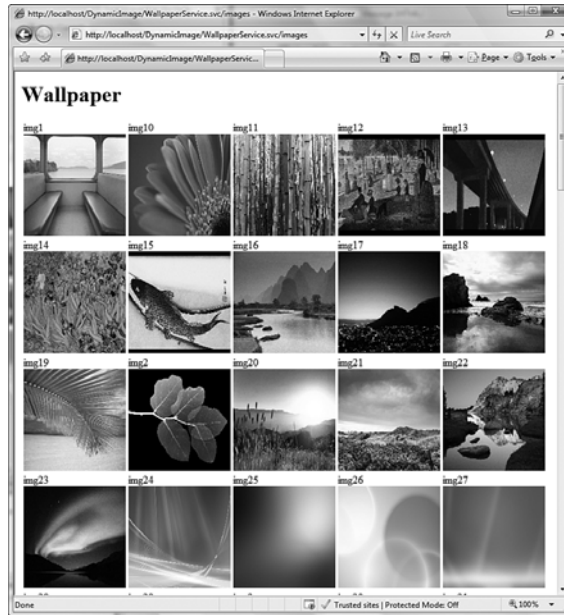 http://localhost/DynamicImage/WallpaperService.svc/images - Windows Internet Explorer
http://localhost/DynamicImage/WallpaperService.svc/images
Live Search
http://localhost/DynamicImage/WallpaperServic...
Page
Tools
Wallpaper
img1 img10 img11 img12 img13
img14 img15 img16 img17 img18
img19 img2 img20 img21 img22
img23 img24 img25 img26 img27
Done
Trusted sites | Protected Mode: Off
100%